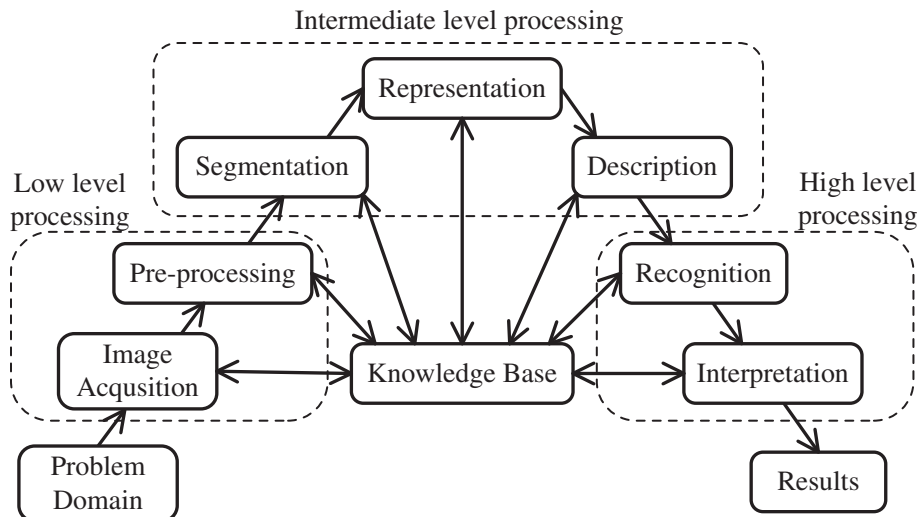 Intermediate level processing
Representation
Segmentation
Description
Low level
processing
High level
processing
Pre-processing
Recognition
Image
Acqusition
Knowledge Base
Interpretation
Problem
Domain
Results